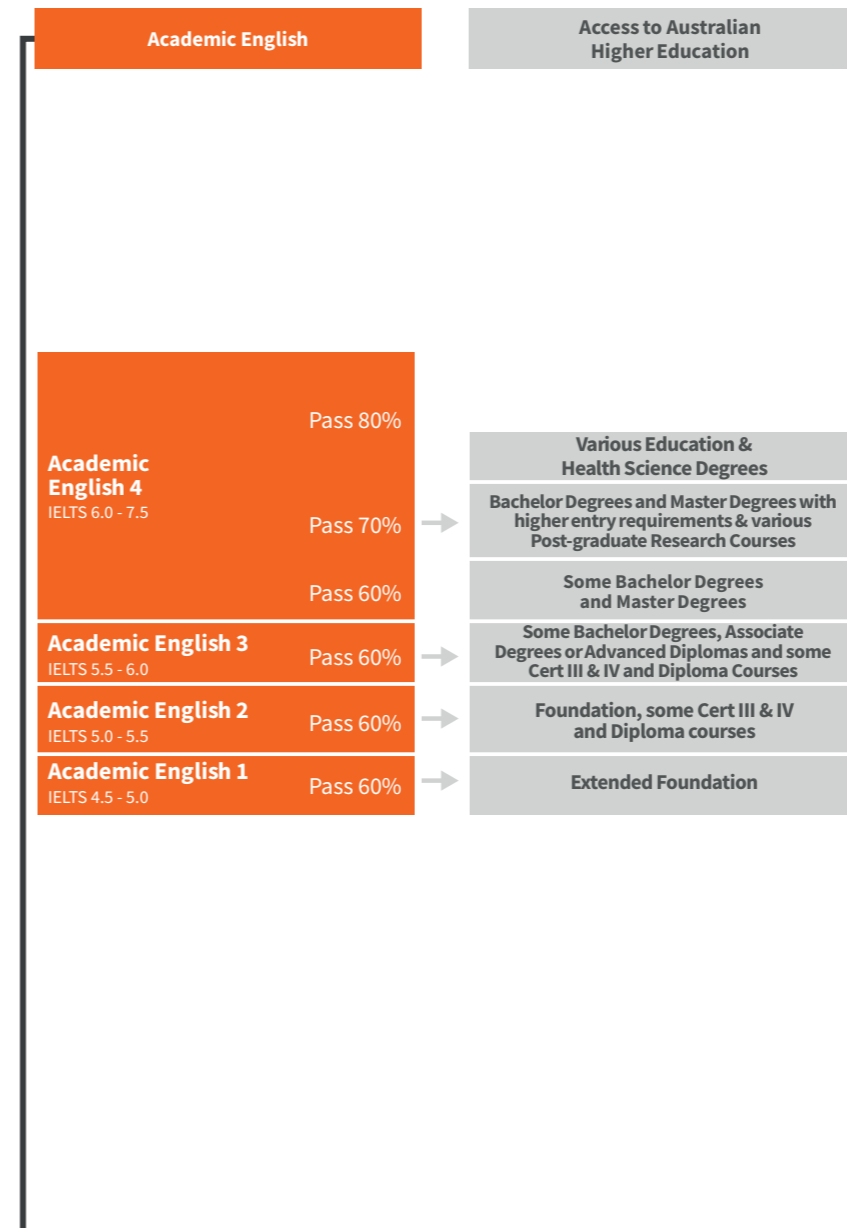 Academic English
Access to Australian
Higher Education
Academic
English 4
IELTS 6.0 - 7.5
Pass 80%
Various Education &
Health Science Degrees
Pass 70%
Bachelor Degrees and Master Degrees with
higher entry requirements & various
Post-graduate Research Courses
Pass 60%
Some Bachelor Degrees
and Master Degrees
Academic English 3
IELTS 5.5 - 6.0
Pass 60%
Some Bachelor Degrees, Associate
Degrees or Advanced Diplomas and some
Cert III & IV and Diploma Courses
Academic English 2
IELTS 5.0 - 5.5
Pass 60%
Foundation, some Cert III & IV
and Diploma courses
Academic English 1
IELTS 4.5 - 5.0
Pass 60%
Extended Foundation